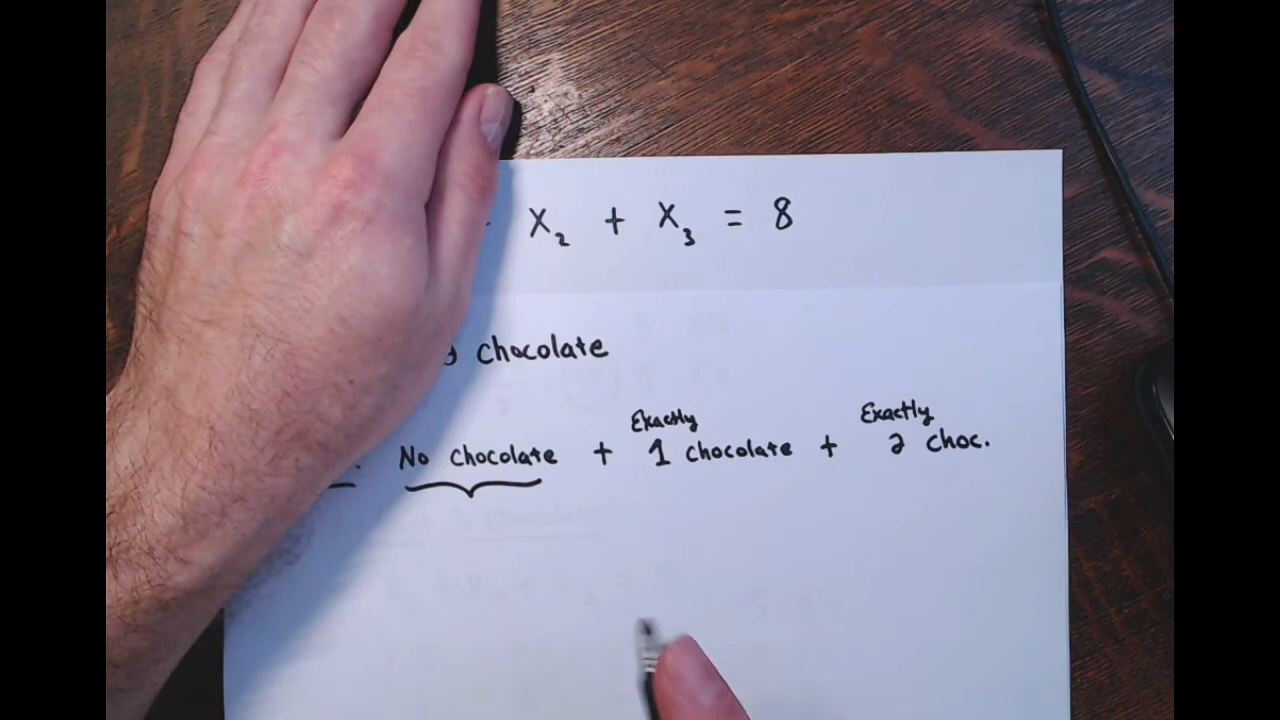 X₂ + X₃ = 8
chocolate
Exactly Exactly
No chocolate + 1 chocolate + 2 choc.